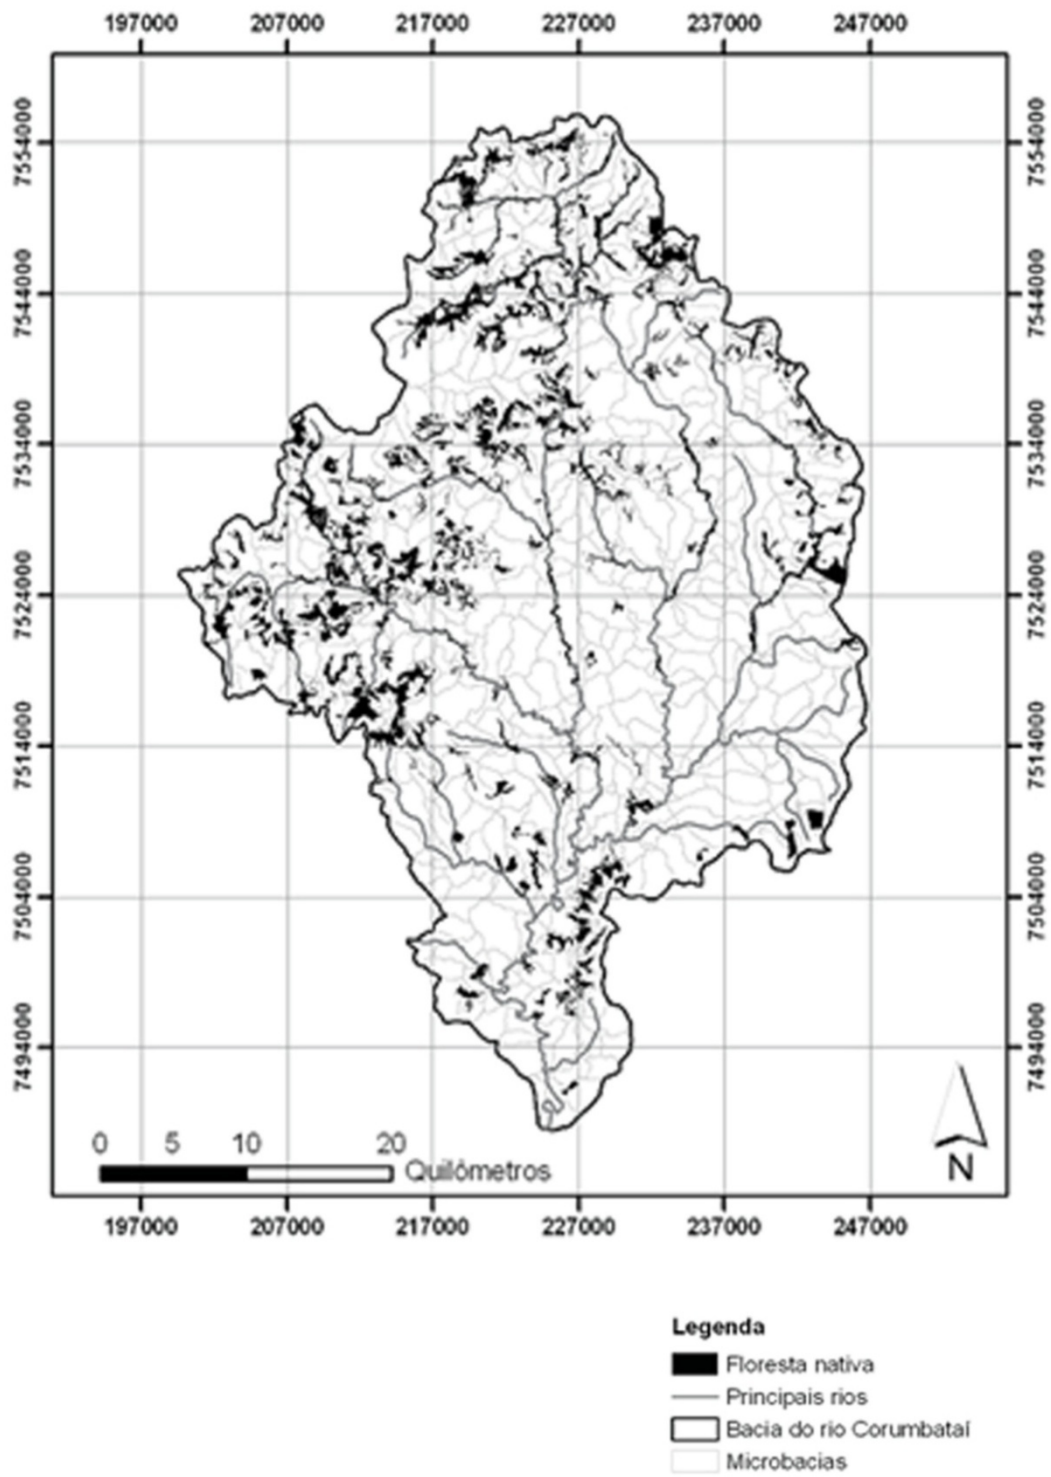 197000 207000 217000 227000 237000 247000
7554000 7554000
7544000 7544000
7534000 7534000
7524000 7524000
7514000 7514000
7504000 7504000
7494000 7494000
0 5 10 20
Quilômetros
N
197000 207000 217000 227000 237000 247000
Legenda
Floresta nativa
Principais rios
Bacia do rio Corumbataí
Microbacias